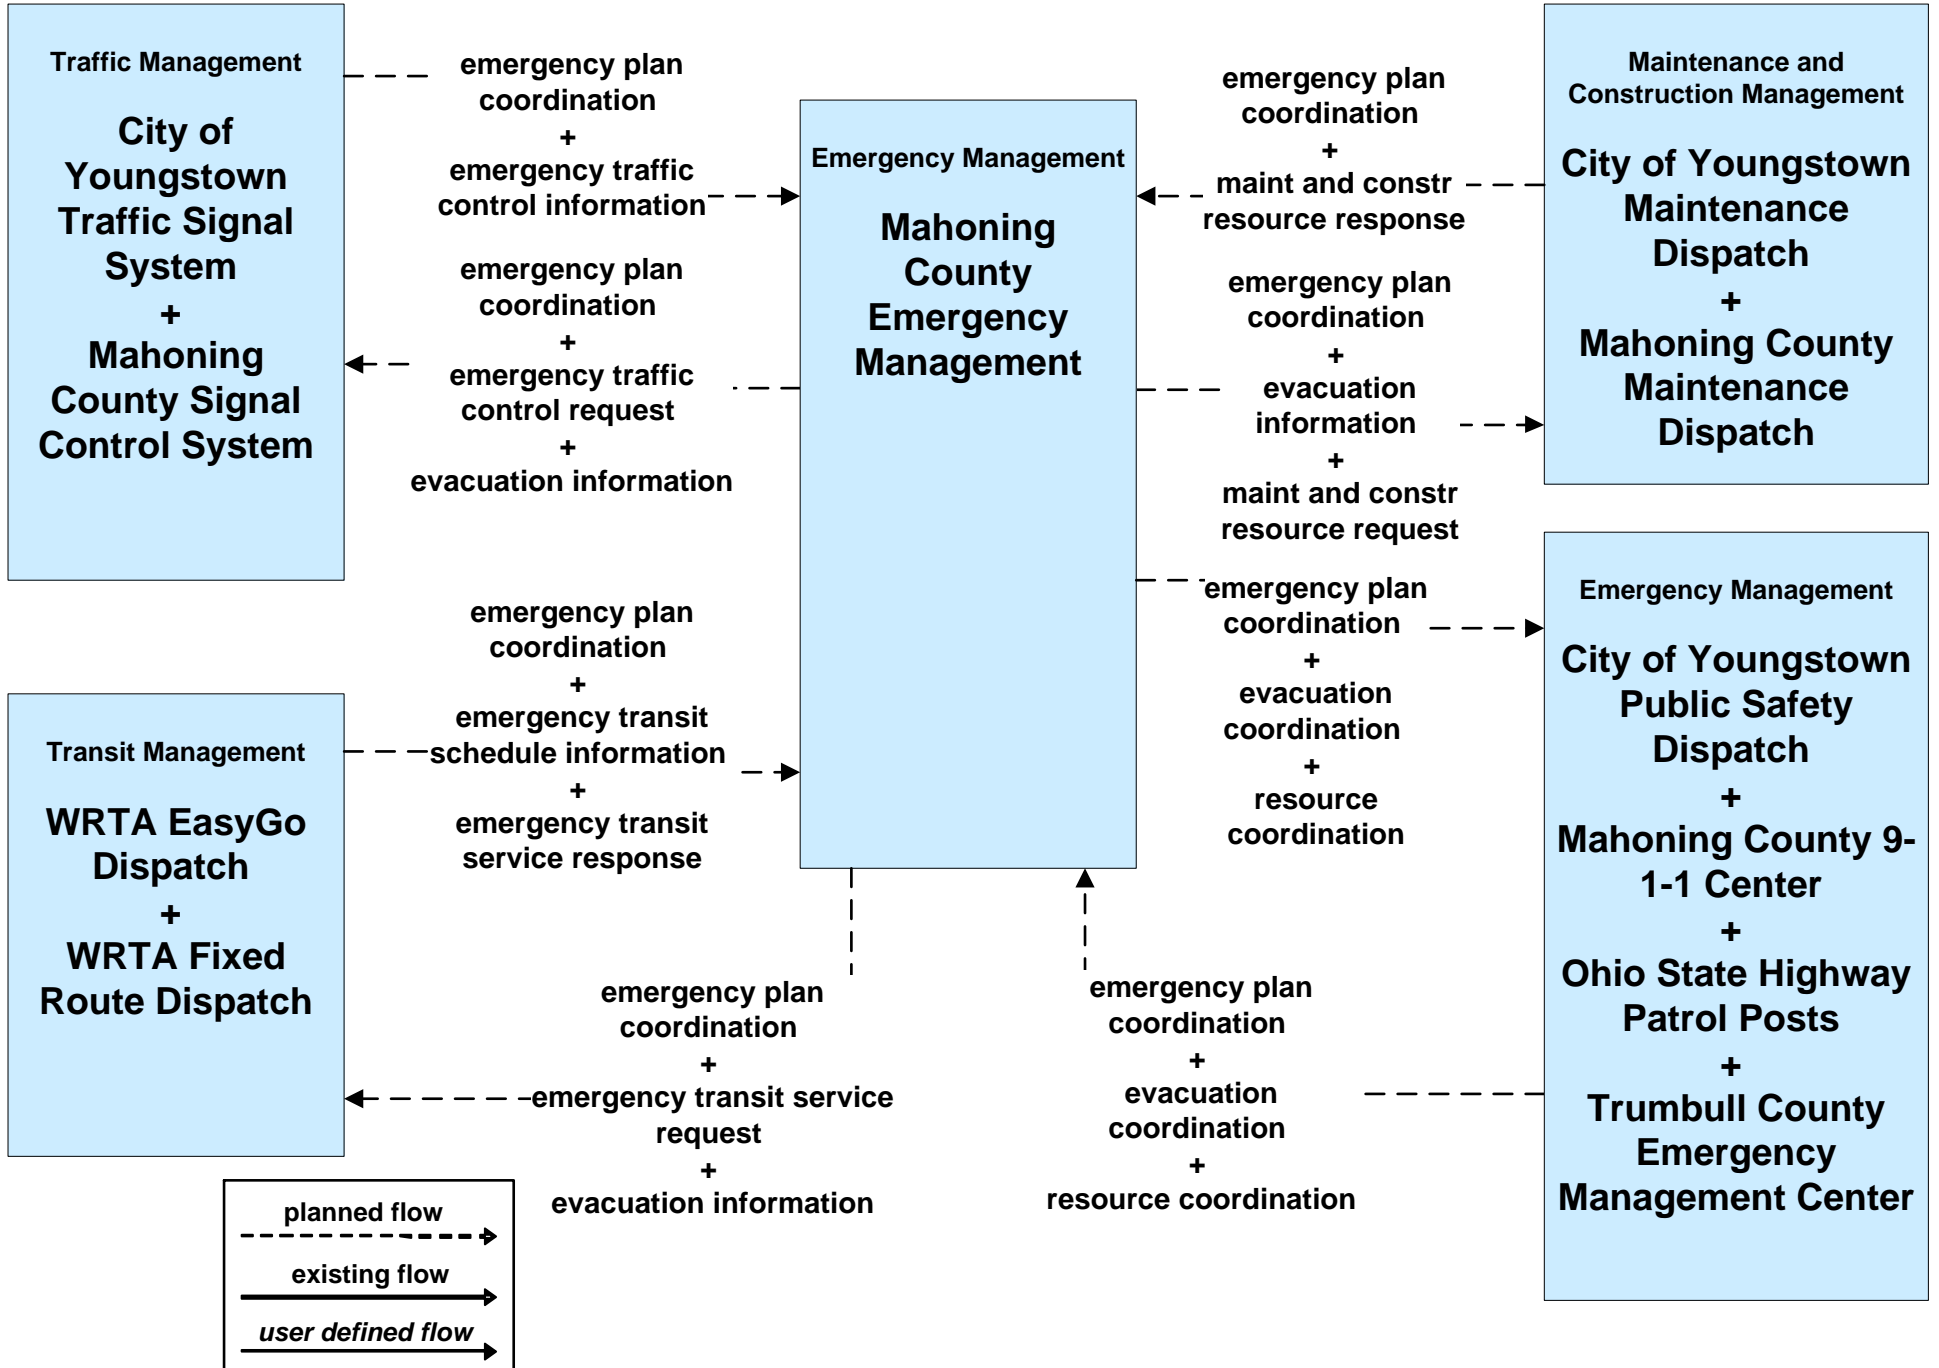 Traffic Management
City of
Youngstown
Traffic Signal
System
+
Mahoning
County Signal
Control System
emergency plan
coordination
+
emergency traffic
control information
emergency plan
coordination
+
emergency traffic
control request
+
evacuation information
Emergency Management
Mahoning
County
Emergency
Management
emergency plan
coordination
+
maint and constr
resource response
emergency plan
coordination
+
evacuation
information
+
maint and constr
resource request
Maintenance and
Construction Management
City of Youngstown
Maintenance
Dispatch
+
Mahoning County
Maintenance
Dispatch
Transit Management
WRTA EasyGo
Dispatch
+
WRTA Fixed
Route Dispatch
emergency plan
coordination
+
emergency transit
schedule information
+
emergency transit
service response
emergency plan
coordination
+
emergency transit service
request
+
evacuation information
emergency plan
coordination
+
evacuation
coordination
+
resource
coordination
emergency plan
coordination
+
evacuation
coordination
+
resource coordination
Emergency Management
City of Youngstown
Public Safety
Dispatch
+
Mahoning County 9-
1-1 Center
+
Ohio State Highway
Patrol Posts
+
Trumbull County
Emergency
Management Center
planned flow
existing flow
user defined flow